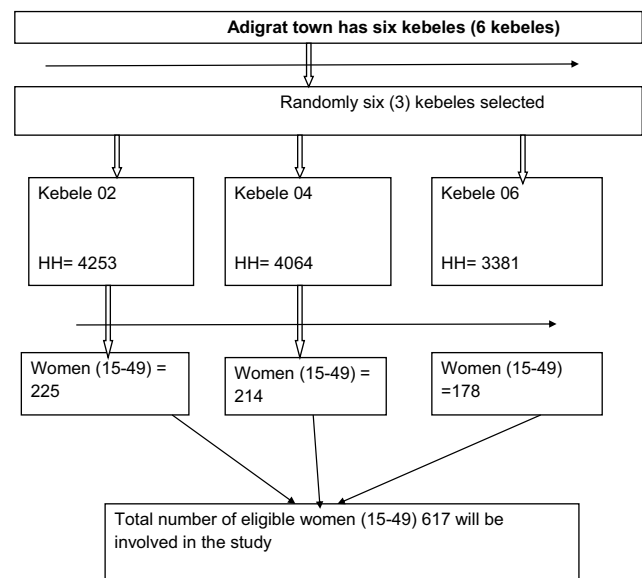 Adigrat town has six kebeles (6 kebeles)
Randomly six (3) kebeles selected
Kebele 02
HH= 4253
Kebele 04
HH= 4064
Kebele 06
HH= 3381
Women (15-49) =
225
Women (15-49) =
214
Women (15-49)
=178
Total number of eligible women (15-49) 617 will be
involved in the study